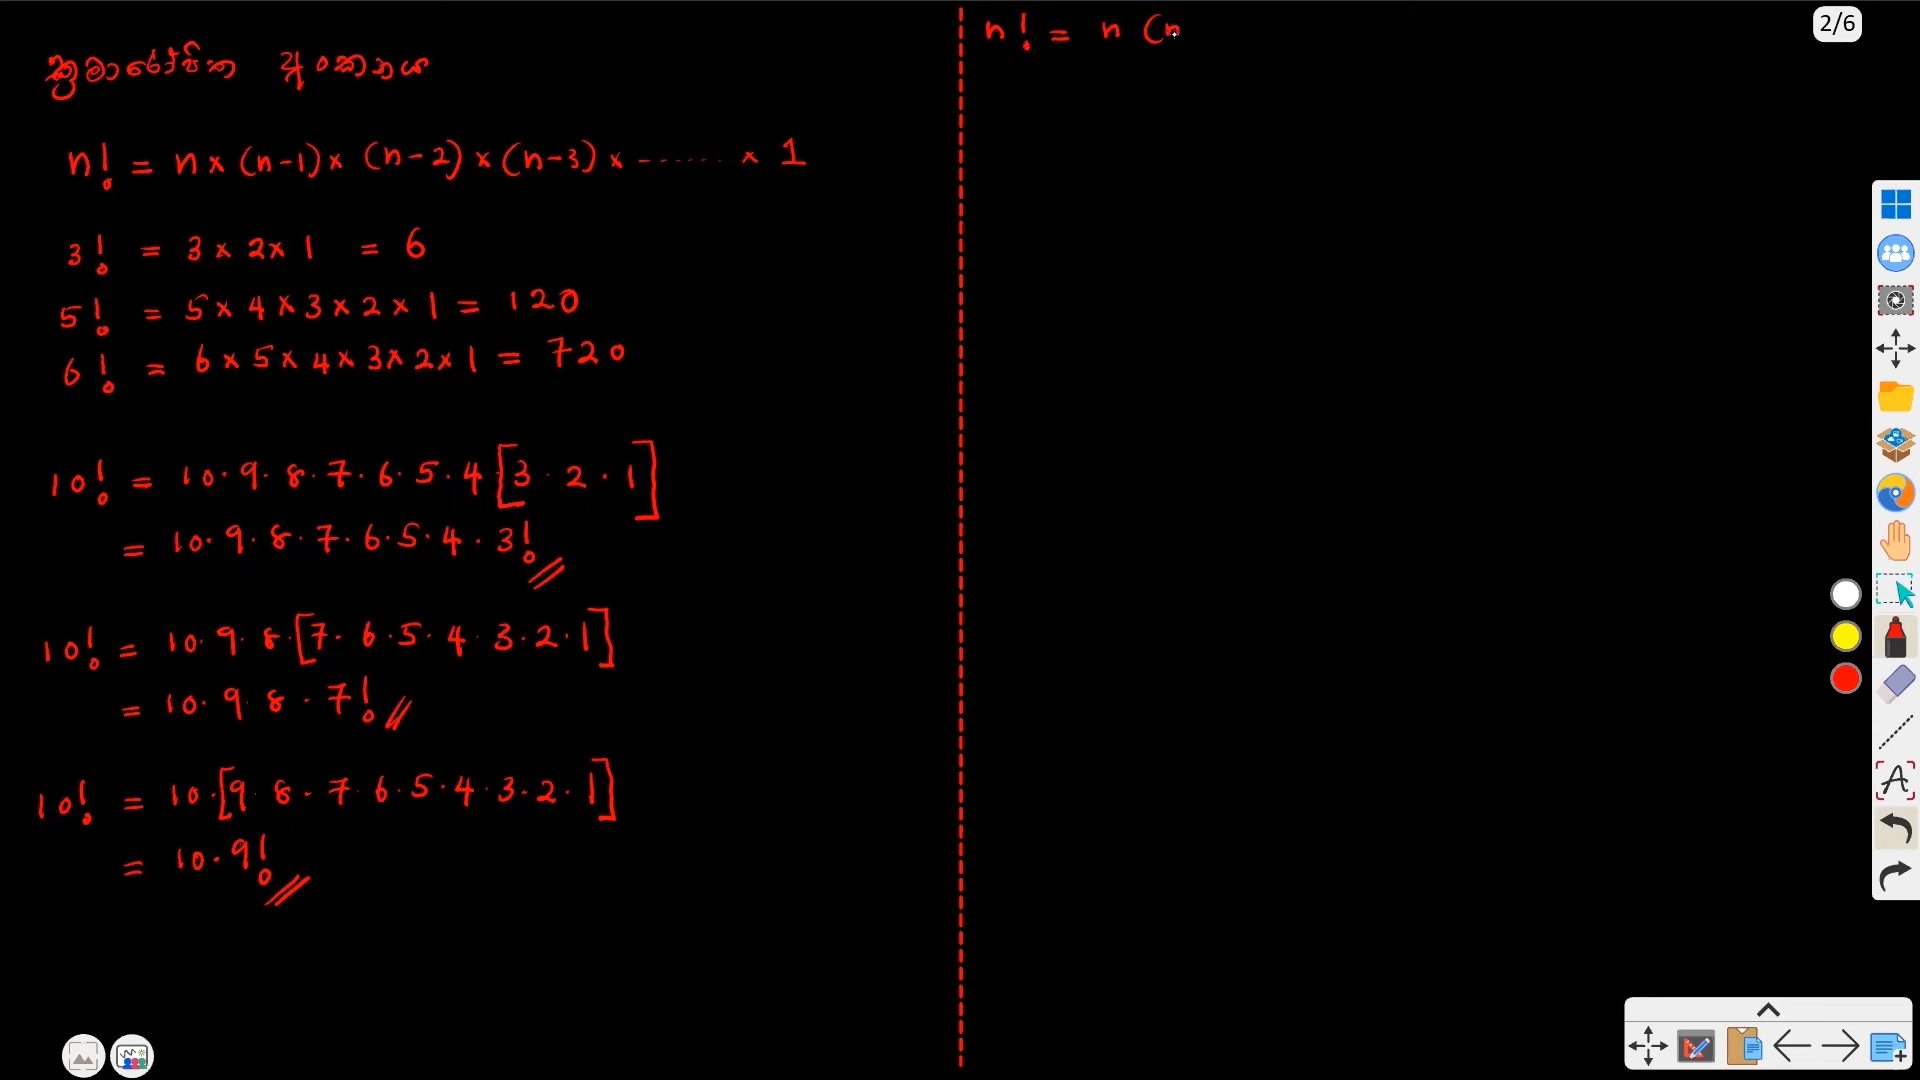 ක්‍රමාරෝපිත අංකනය
n! = n × (n-1) × (n-2) × (n-3) × ------- × 1
3! = 3 × 2 × 1 = 6
5! = 5 × 4 × 3 × 2 × 1 = 120
6! = 6 × 5 × 4 × 3 × 2 × 1 = 720
10! = 10·9·8·7·6·5·4 [3·2·1]
= 10·9·8·7·6·5·4·3!
10! = 10·9·8·[7·6·5·4·3·2·1]
= 10·9·8·7!
10! = 10·[9·8·7·6·5·4·3·2·1]
= 10·9!
n! = n (n
2/6